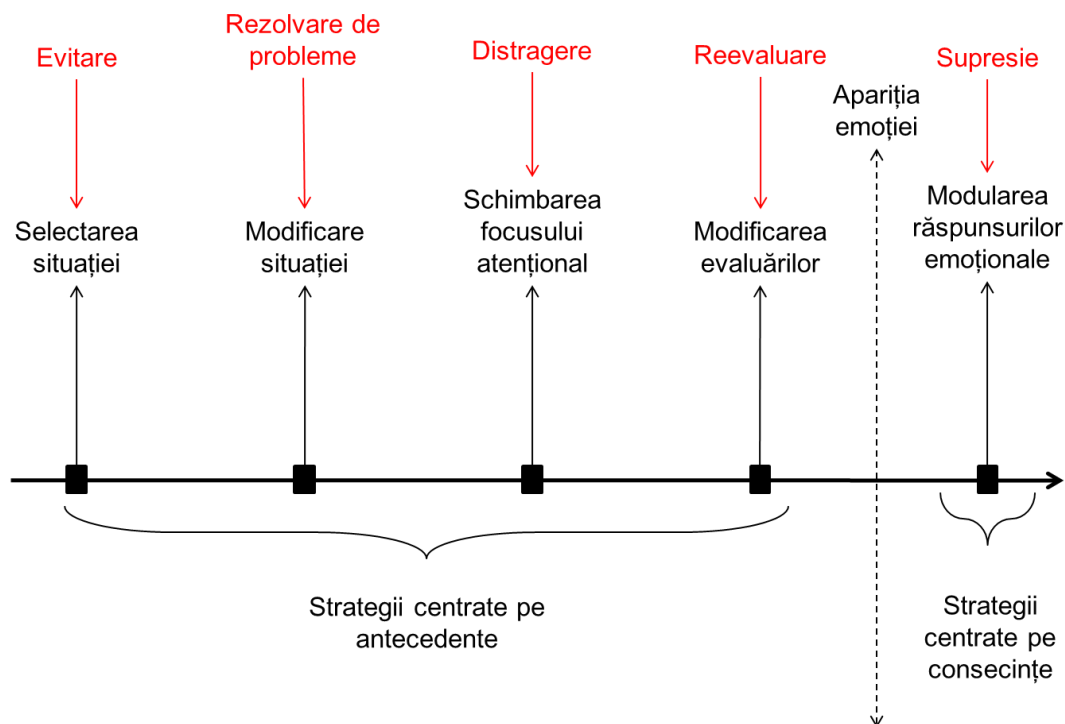 Evitare
Rezolvare de
probleme
Distragere
Reevaluare
Supresie
Apariția
emoției
Selectarea
situației
Modificare
situației
Schimbarea
focusului
atențional
Modificarea
evaluărilor
Modularea
răspunsurilor
emoționale
Strategii centrate pe
antecedente
Strategii
centrate pe
consecințe